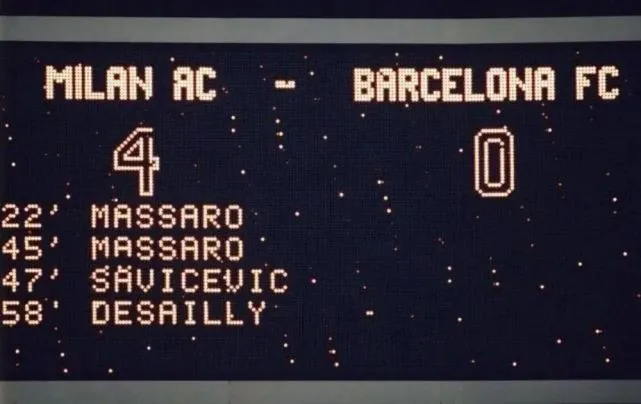 MILAN AC - BARCELONA FC
4 0
22' MASSARO
45' MASSARO
47' SAVICEVIC
58' DESAILLY